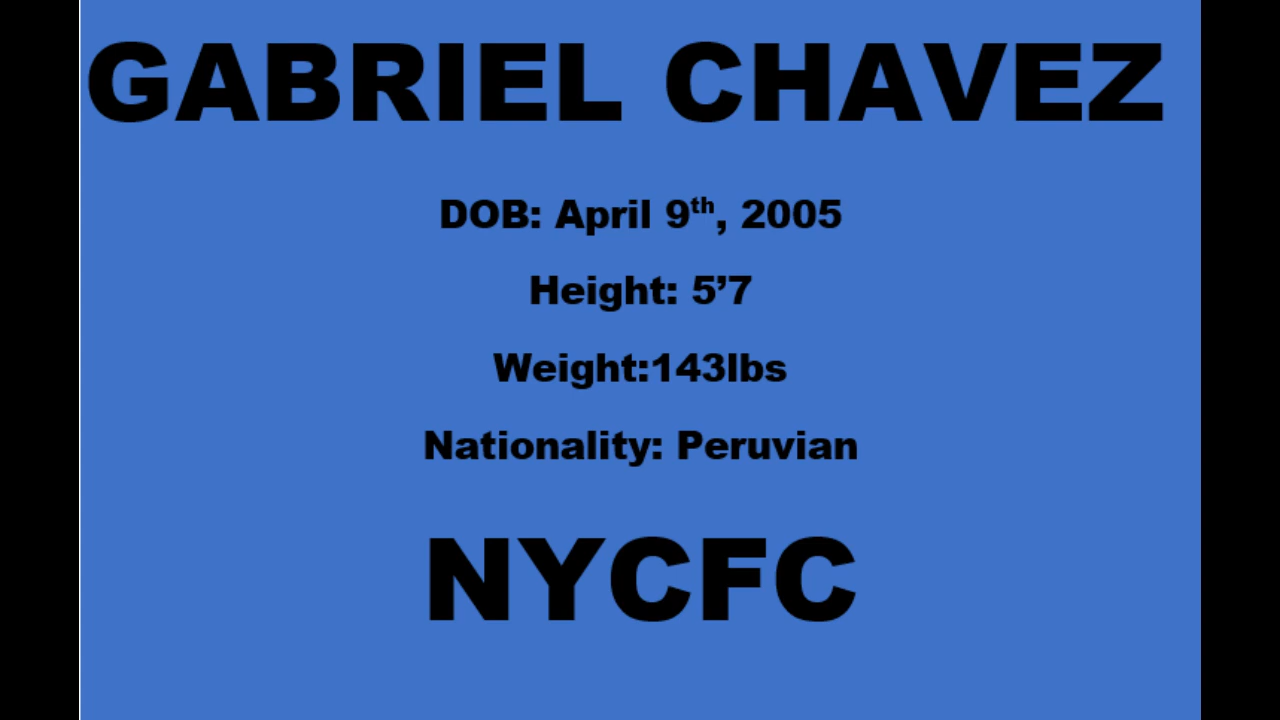 GABRIEL CHAVEZ
DOB: April 9th, 2005
Height: 5’7
Weight:143lbs
Nationality: Peruvian
NYCFC